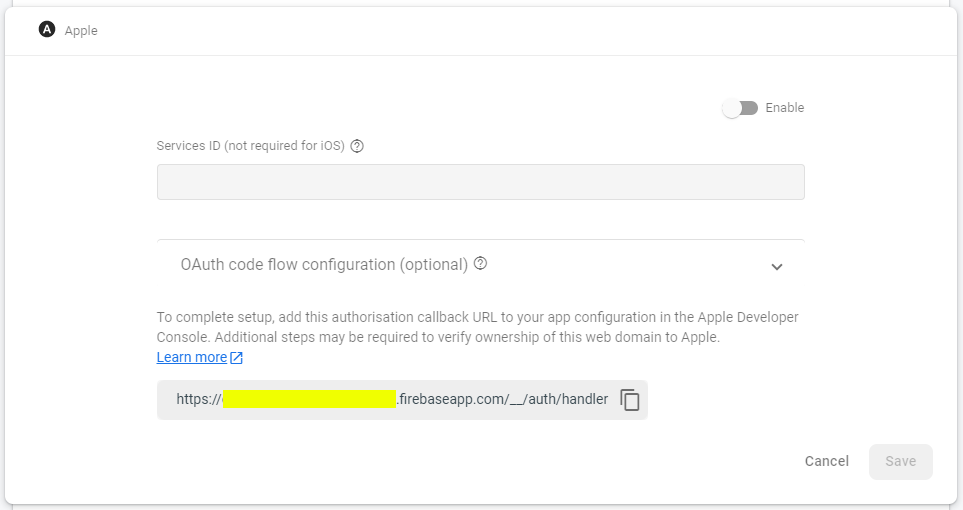 A Apple
Enable
Services ID (not required for iOS)
OAuth code flow configuration (optional)
To complete setup, add this authorisation callback URL to your app configuration in the Apple Developer
Console. Additional steps may be required to verify ownership of this web domain to Apple.
Learn more
https:// .firebaseapp.com/__/auth/handler
Cancel Save